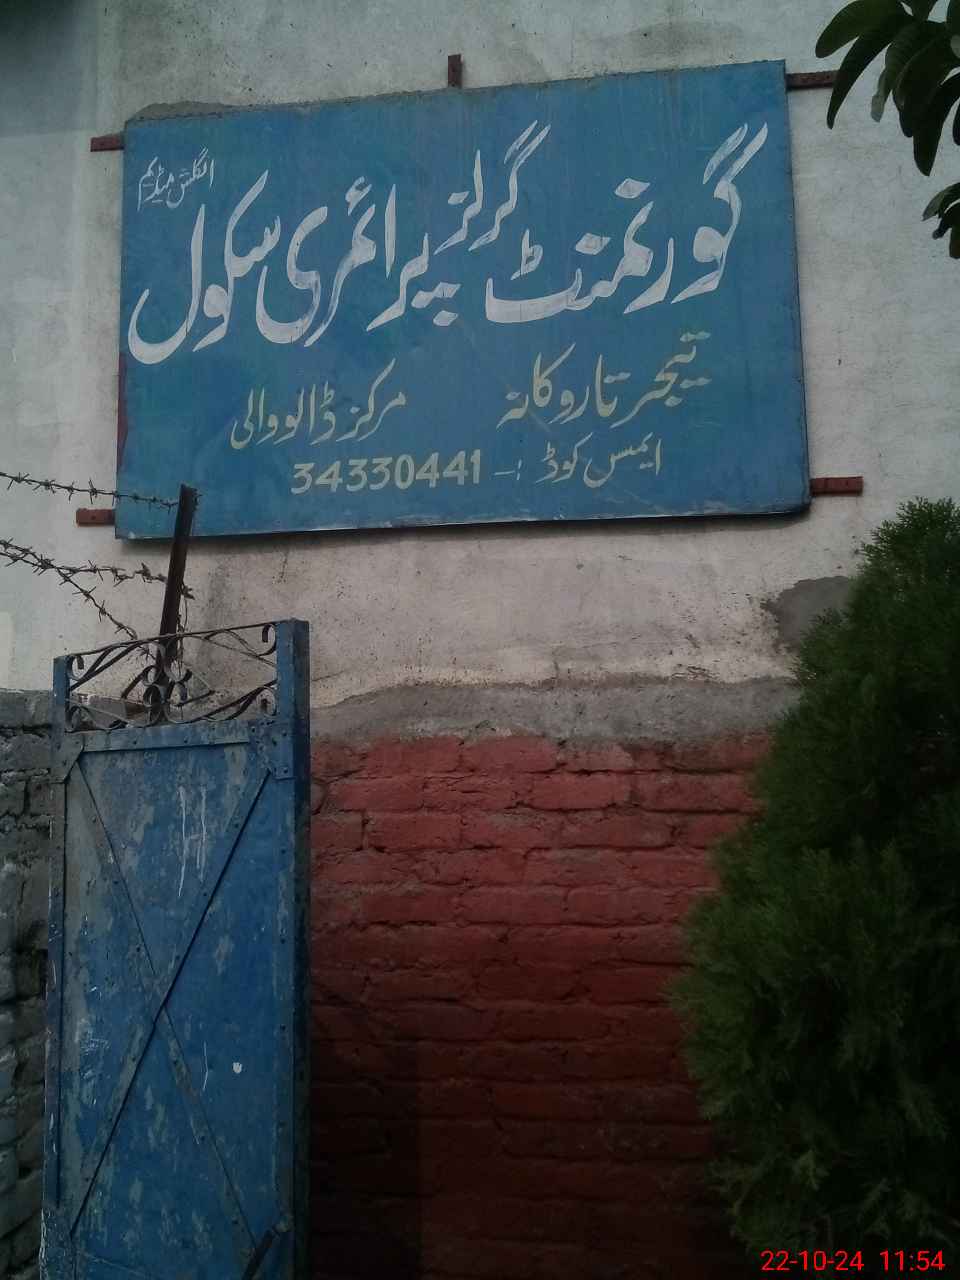 انگلش میڈیم
گورنمنٹ گرلز پرائمری سکول
تیجر تاروکانہ مرکز ڈالووالی
ایمس کوڈ :- 34330441
H
22-10-24 11:54